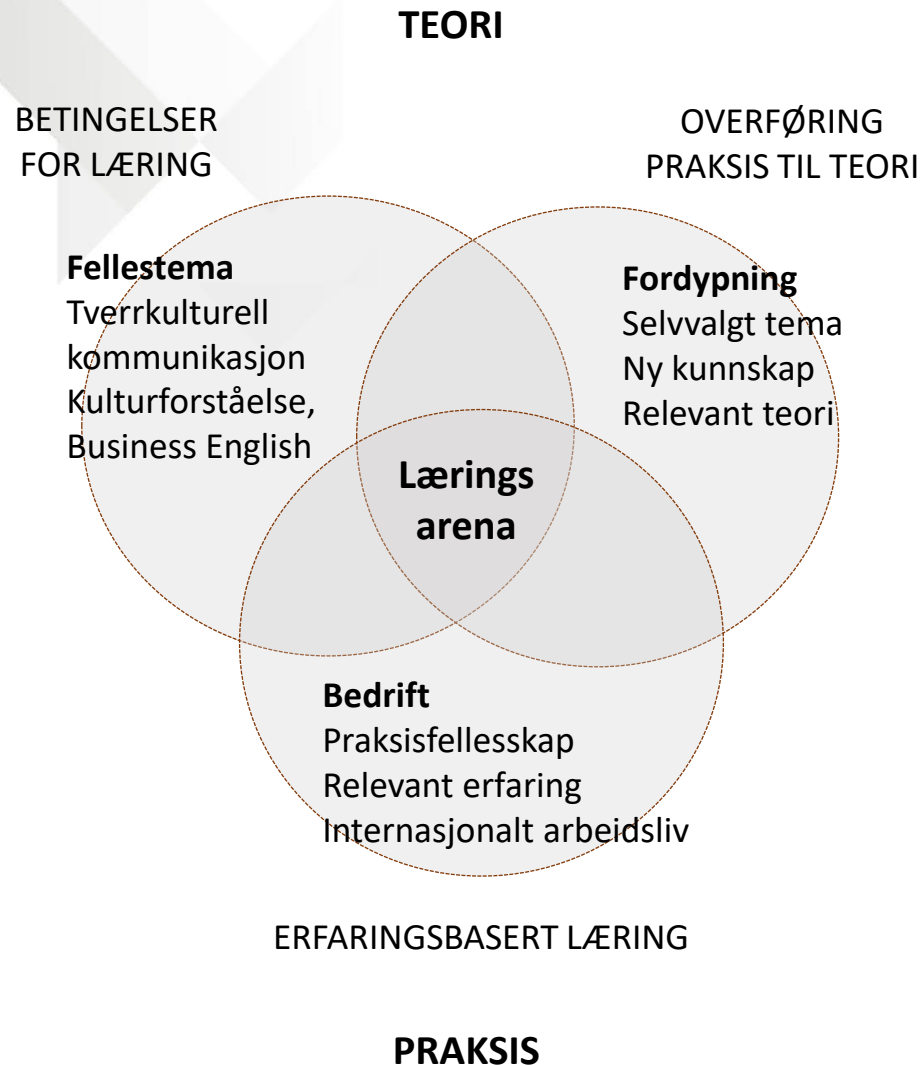 TEORI
BETINGELSER
FOR LÆRING
OVERFØRING
PRAKSIS TIL TEORI
Fellestema
Tverrkulturell
kommunikasjon
Kulturforståelse,
Business English
Fordypning
Selvvalgt tema
Ny kunnskap
Relevant teori
Lærings
arena
Bedrift
Praksisfellesskap
Relevant erfaring
Internasjonalt arbeidsliv
ERFARINGSBASERT LÆRING
PRAKSIS